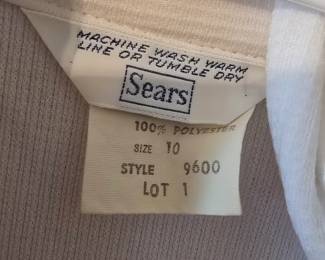 MACHINE WASH WARM
LINE OR TUMBLE DRY
Sears
100% POLYESTER
SIZE 10
STYLE 9600
LOT 1